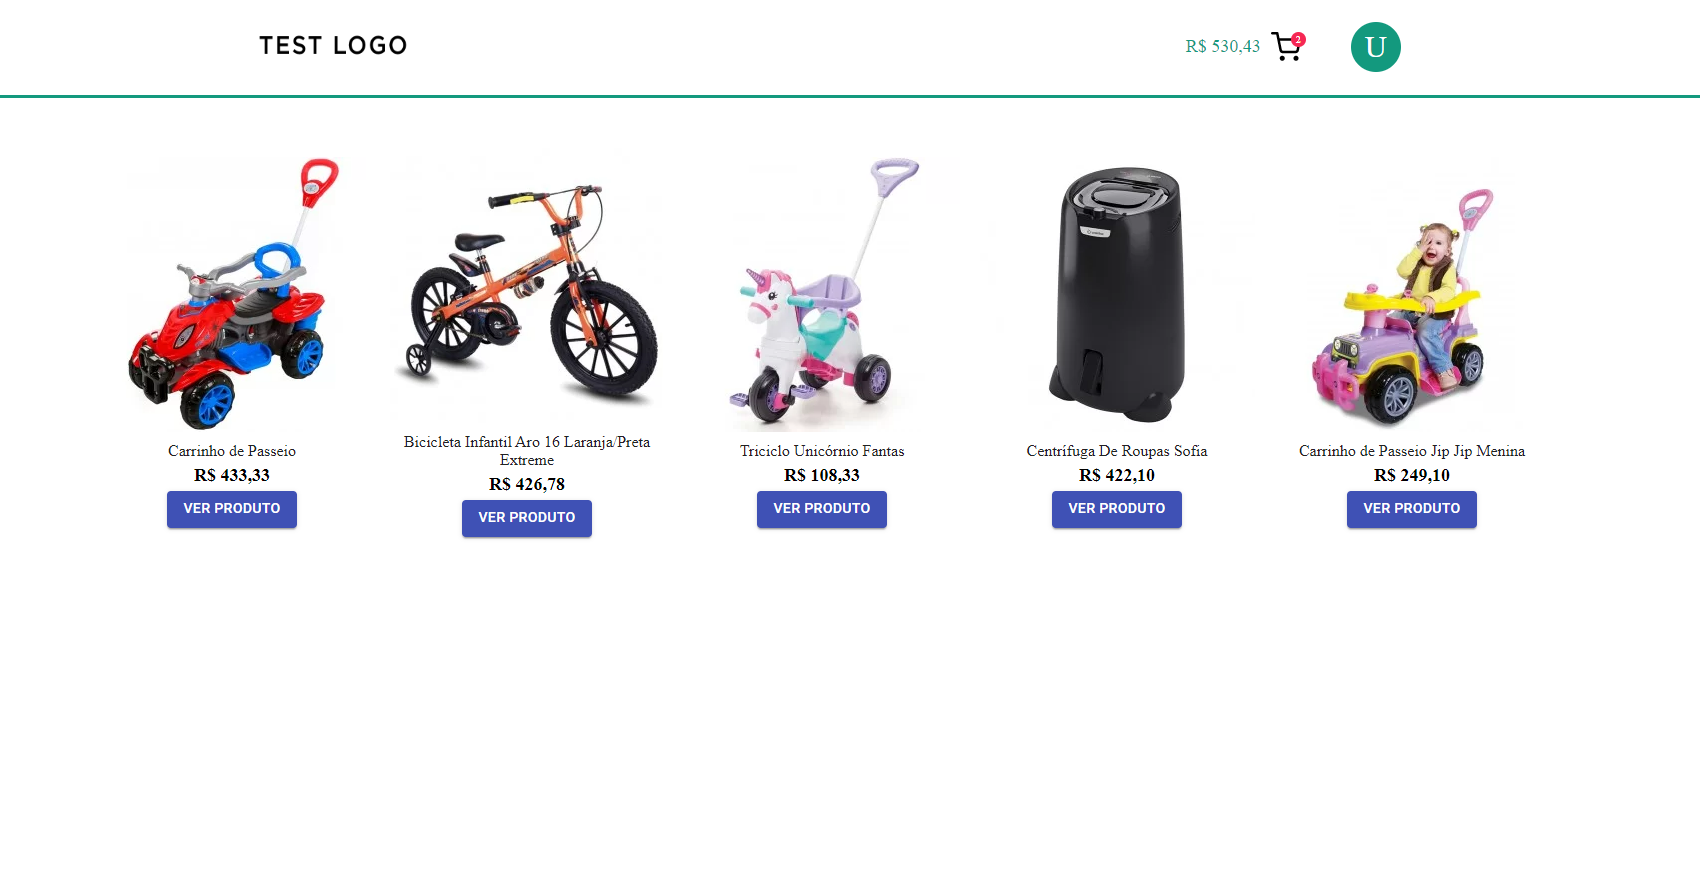 TEST LOGO
R$ 530,43
2
U
Carrinho de Passeio
R$ 433,33
VER PRODUTO
Bicicleta Infantil Aro 16 Laranja/Preta
Extreme
R$ 426,78
VER PRODUTO
Triciclo Unicórnio Fantas
R$ 108,33
VER PRODUTO
Centrífuga De Roupas Sofia
R$ 422,10
VER PRODUTO
Carrinho de Passeio Jip Jip Menina
R$ 249,10
VER PRODUTO